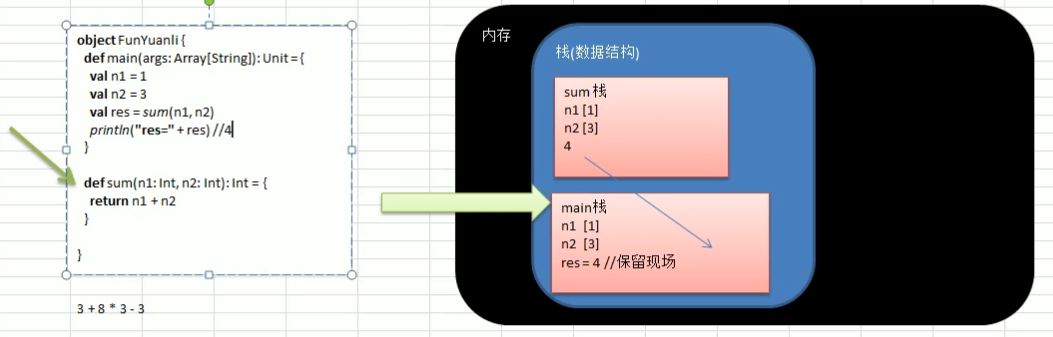 object FunYuanli {
def main(args: Array[String]): Unit = {
val n1 = 1
val n2 = 3
val res = sum(n1, n2)
println("res=" + res) //4
}
def sum(n1: Int, n2: Int): Int = {
return n1 + n2
}
}
3 + 8 * 3 - 3
内存
栈(数据结构)
sum 栈
n1 [1]
n2 [3]
4
main栈
n1 [1]
n2 [3]
res = 4 //保留现场